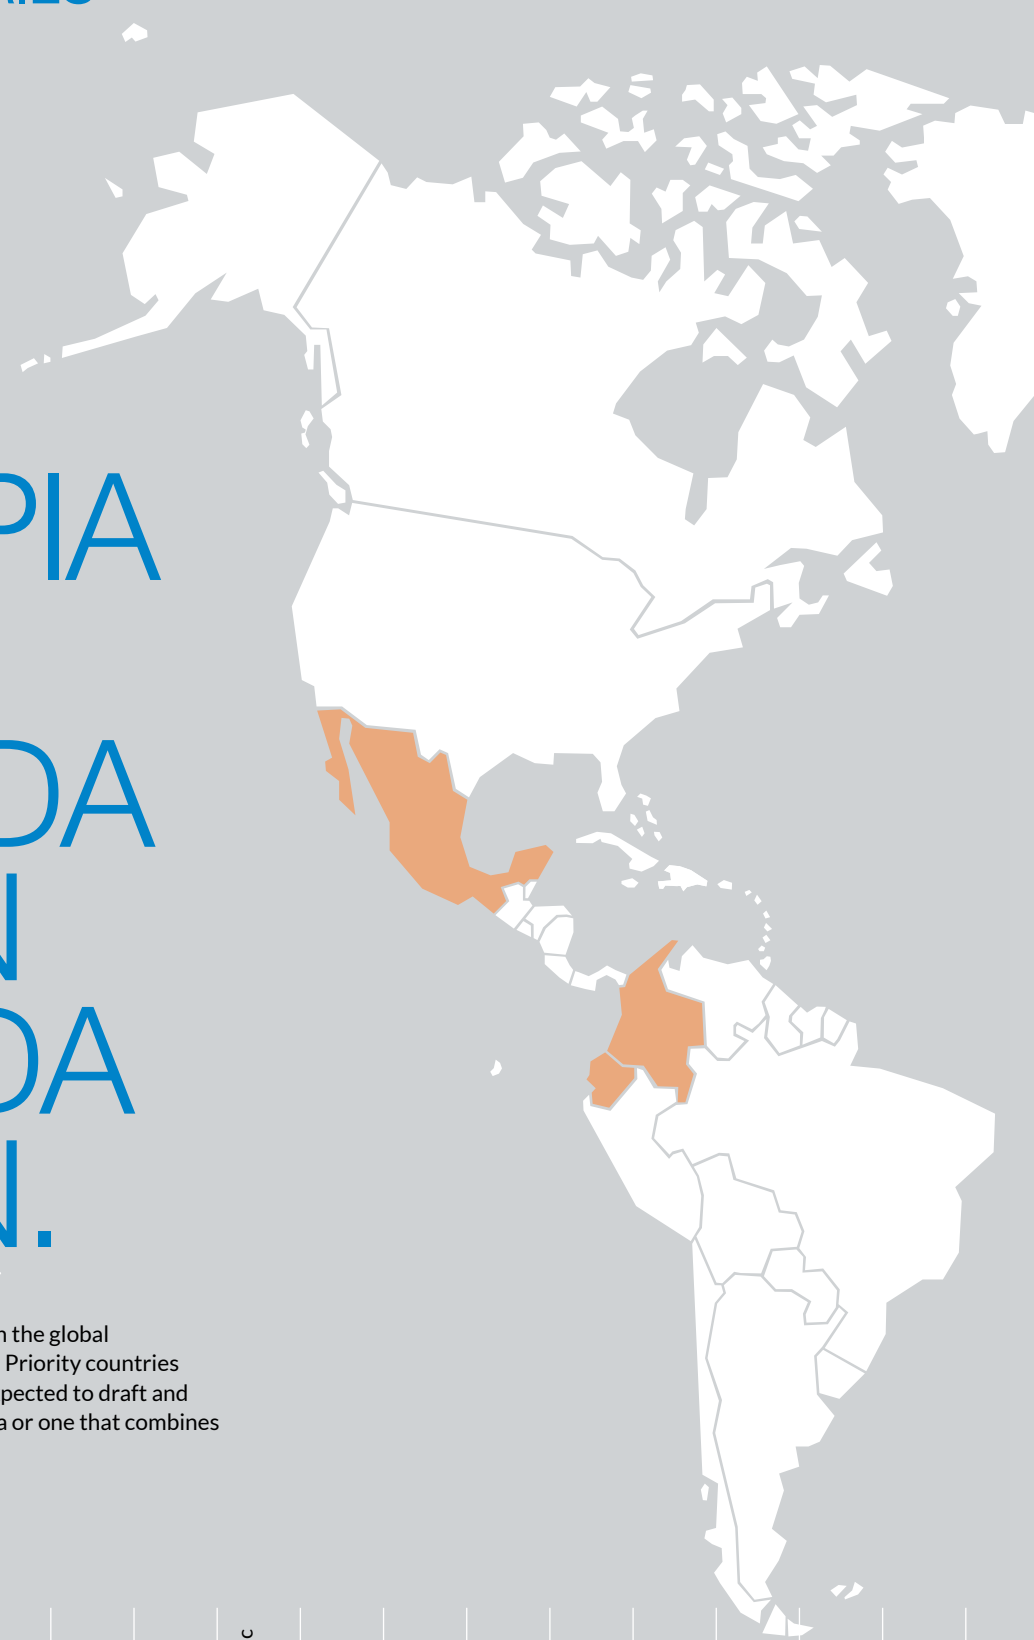 PIA
DA
N
DA
N.
n the global
Priority countries
pected to draft and
a or one that combines